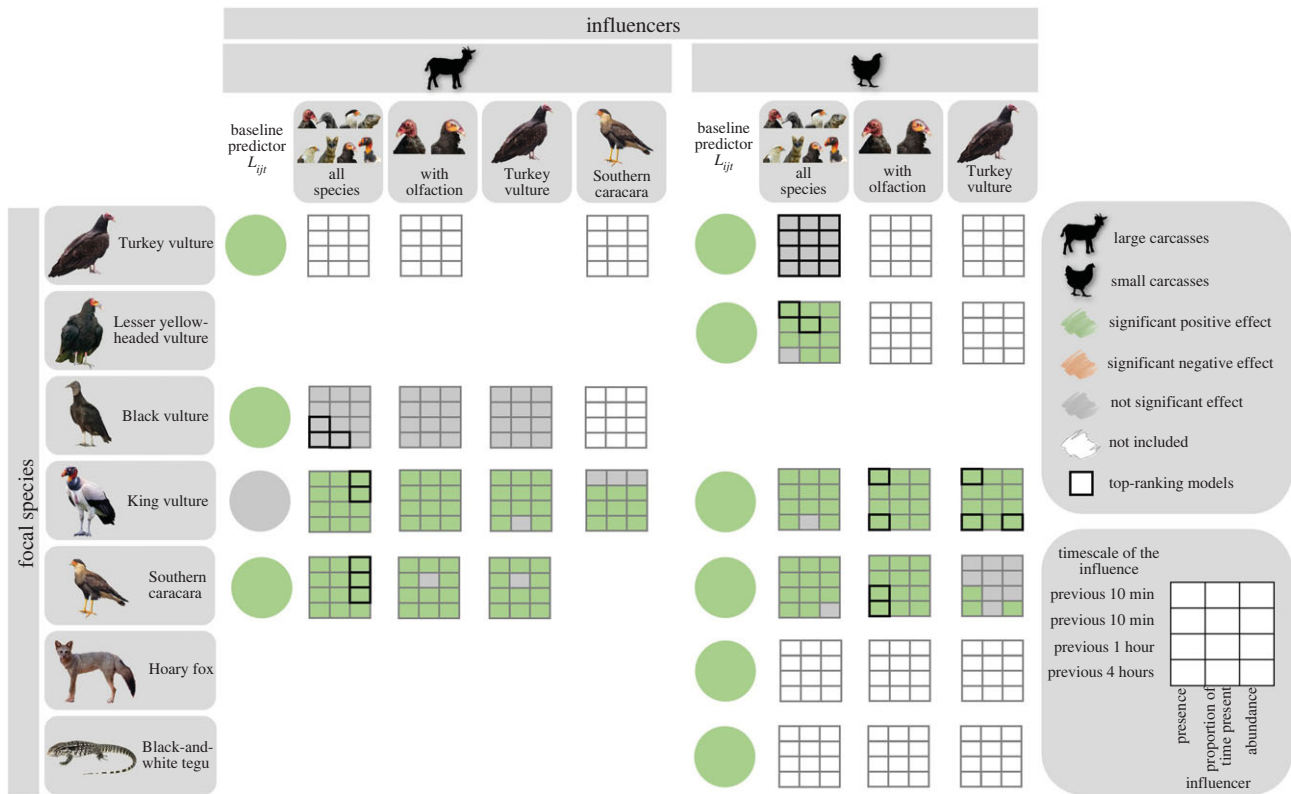 influencers
baseline
predictor
L_ijt
all
species
with
olfaction
Turkey
vulture
Southern
caracara
baseline
predictor
L_ijt
all
species
with
olfaction
Turkey
vulture
focal species
Turkey vulture
Lesser yellow-
headed vulture
Black vulture
King vulture
Southern
caracara
Hoary fox
Black-and-
white tegu
large carcasses
small carcasses
significant positive effect
significant negative effect
not significant effect
not included
top-ranking models
timescale of the
influence
previous 10 min
previous 10 min
previous 1 hour
previous 4 hours
presence
proportion of
time present
abundance
influencer